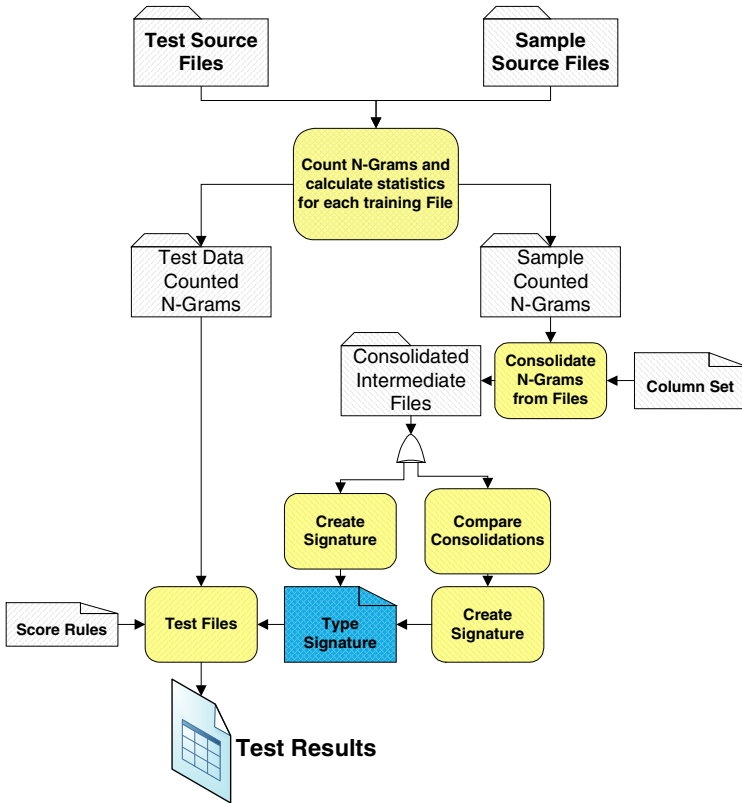 Test Source
Files
Sample
Source Files
Count N-Grams and
calculate statistics
for each training File
Test Data
Counted
N-Grams
Sample
Counted
N-Grams
Consolidated
Intermediate
Files
Consolidate
N-Grams
from Files
Column Set
Create
Signature
Compare
Consolidations
Score Rules
Test Files
Type
Signature
Create
Signature
Test Results